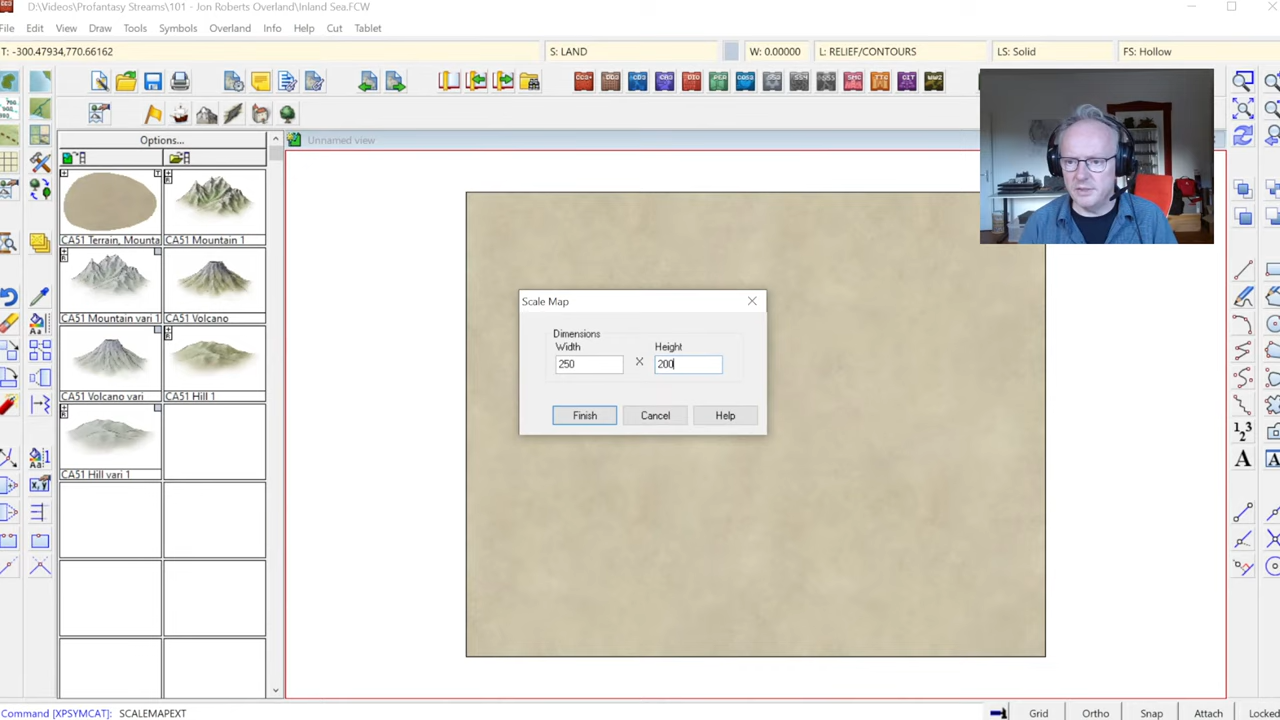 D:\Videos\Profantasy Streams\101 - Jon Roberts Overland\Inland Sea.FCW
File Edit View Draw Tools Symbols Overland Info Help Cut Tablet
T: -300.47934,770.66162 S: LAND W: 0.00000 L: RELIEF/CONTOURS LS: Solid FS: Hollow
Options...
Unnamed view
CA51 Terrain, Mounta CA51 Mountain 1
CA51 Mountain vari 1 CA51 Volcano
CA51 Volcano vari CA51 Hill 1
CA51 Hill vari 1
Scale Map
Dimensions
Width Height
250 X 200
Finish Cancel Help
Command [XPSYMCAT]: SCALEMAPEXT
Grid Ortho Snap Attach Locked